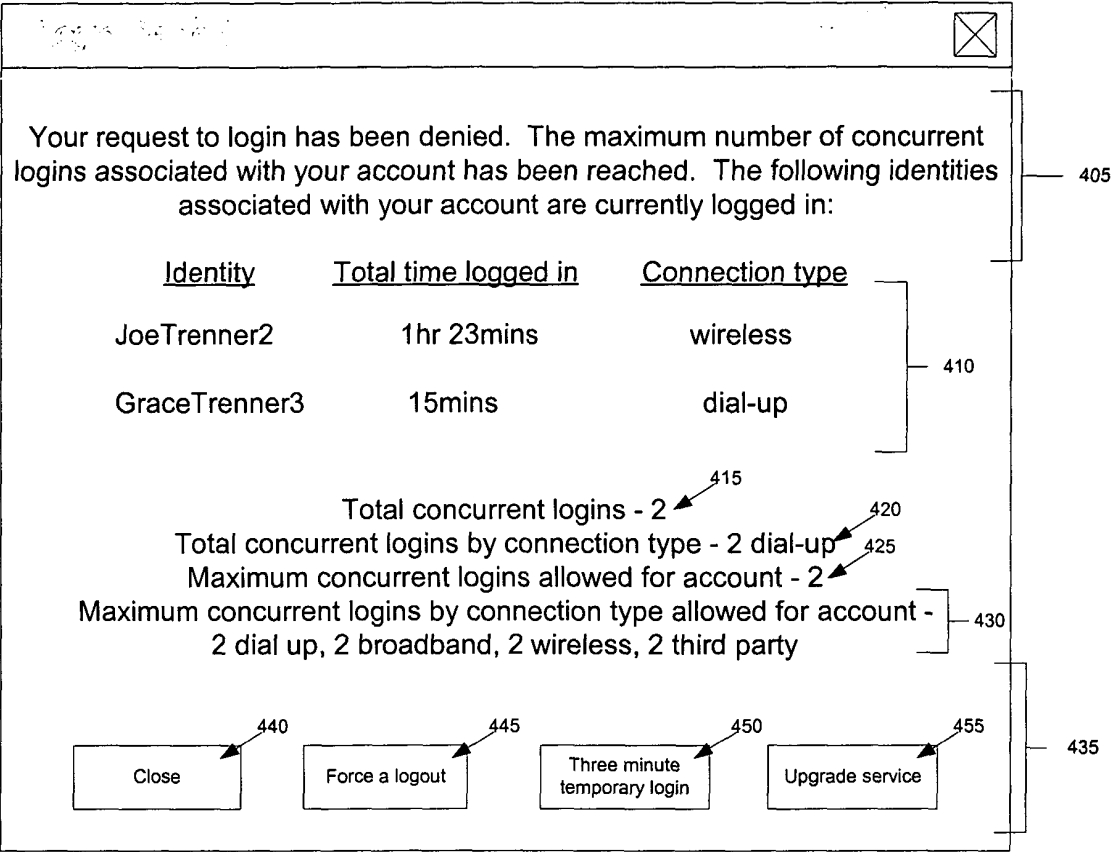 Your request to login has been denied. The maximum number of concurrent
logins associated with your account has been reached. The following identities
associated with your account are currently logged in:
405
Identity Total time logged in Connection type
JoeTrenner2 1hr 23mins wireless
410
GraceTrenner3 15mins dial-up
415
Total concurrent logins - 2
420
Total concurrent logins by connection type - 2 dial-up
425
Maximum concurrent logins allowed for account - 2
Maximum concurrent logins by connection type allowed for account -
430
2 dial up, 2 broadband, 2 wireless, 2 third party
440 445 450 455
435
Close Force a logout Three minute temporary login Upgrade service